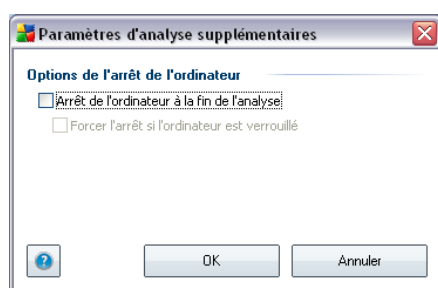 Paramètres d'analyse supplémentaires
Options de l'arrêt de l'ordinateur
Arrêt de l'ordinateur à la fin de l'analyse
Forcer l'arrêt si l'ordinateur est verrouillé
?
OK
Annuler